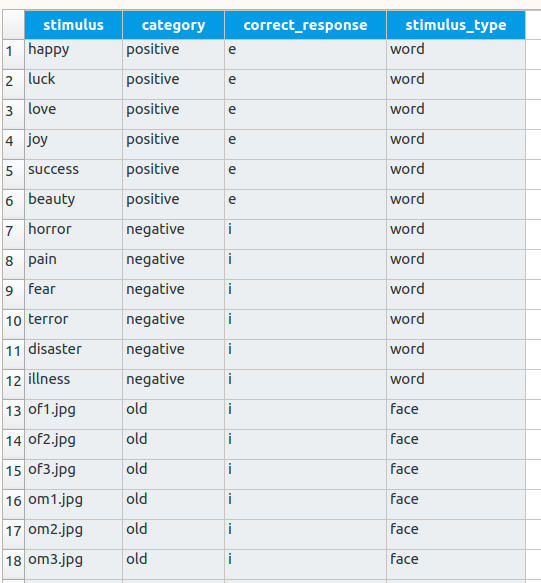 stimulus category correct_response stimulus_type
1 happy positive e word
2 luck positive e word
3 love positive e word
4 joy positive e word
5 success positive e word
6 beauty positive e word
7 horror negative i word
8 pain negative i word
9 fear negative i word
10 terror negative i word
11 disaster negative i word
12 illness negative i word
13 of1.jpg old i face
14 of2.jpg old i face
15 of3.jpg old i face
16 om1.jpg old i face
17 om2.jpg old i face
18 om3.jpg old i face